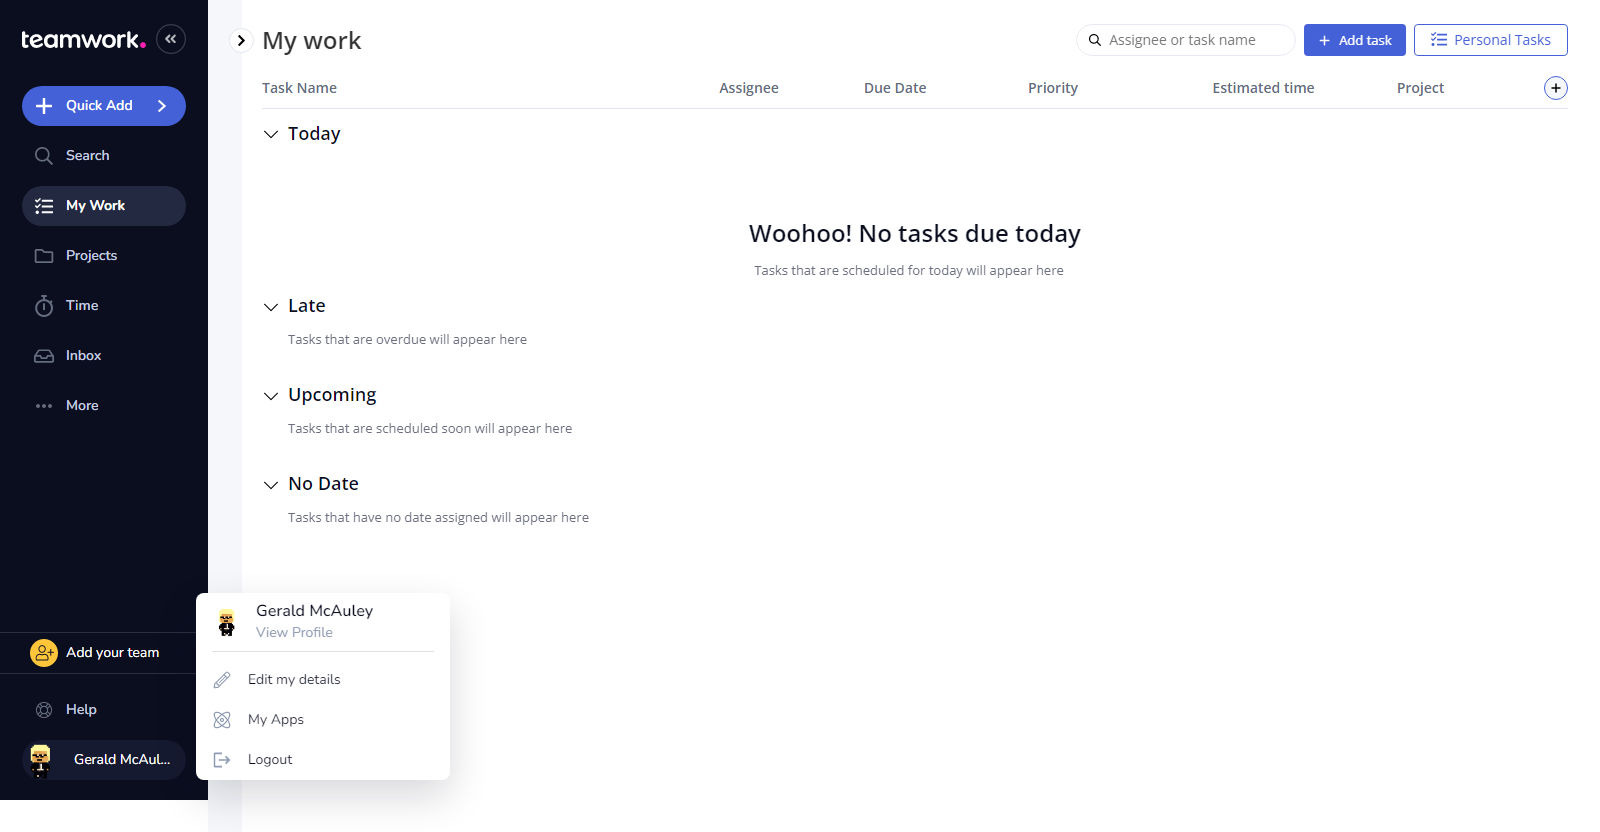 teamwork.
Quick Add
Search
My Work
Projects
Time
Inbox
More
Add your team
Help
Gerald McAul...
My work
Assignee or task name
Add task
Personal Tasks
Task Name Assignee Due Date Priority Estimated time Project
Today
Woohoo! No tasks due today
Tasks that are scheduled for today will appear here
Late
Tasks that are overdue will appear here
Upcoming
Tasks that are scheduled soon will appear here
No Date
Tasks that have no date assigned will appear here
Gerald McAuley
View Profile
Edit my details
My Apps
Logout